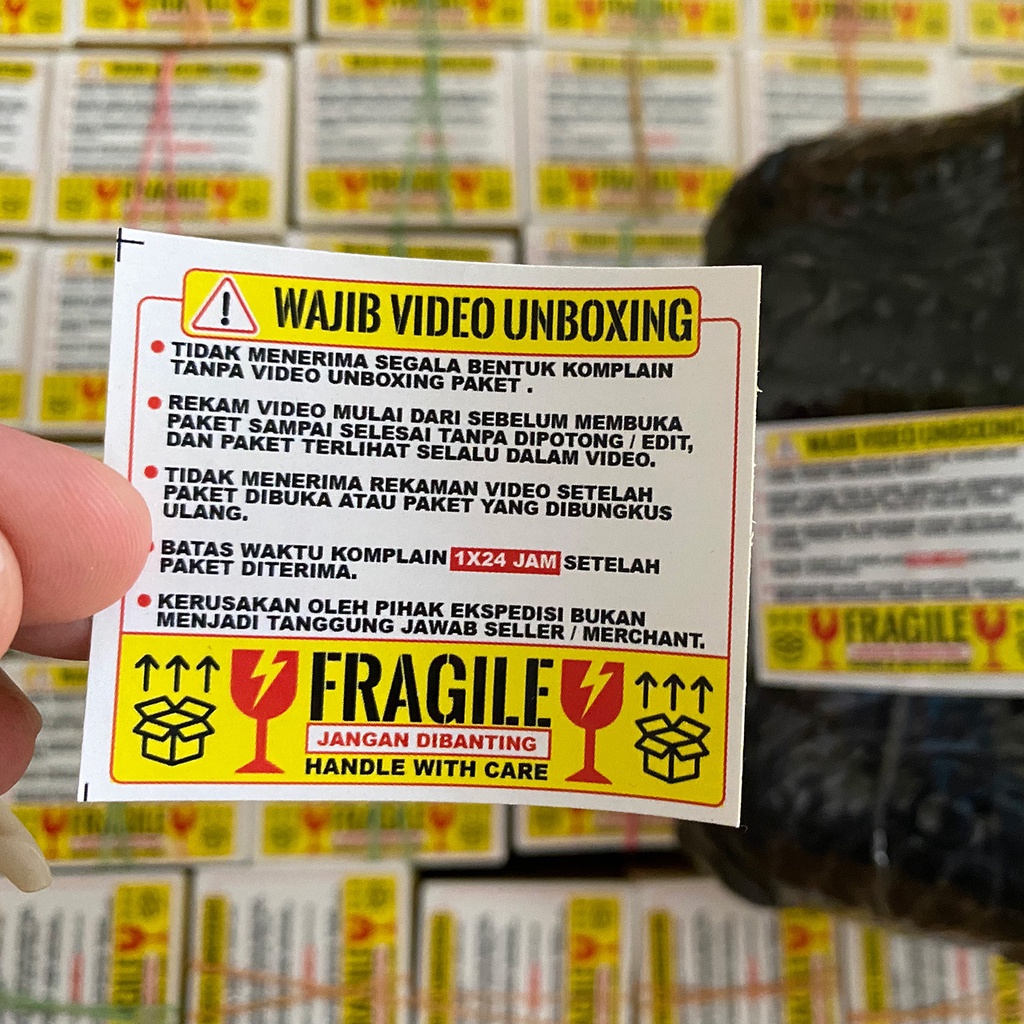 WAJIB VIDEO UNBOXING
TIDAK MENERIMA SEGALA BENTUK KOMPLAIN
TANPA VIDEO UNBOXING PAKET .
REKAM VIDEO MULAI DARI SEBELUM MEMBUKA
PAKET SAMPAI SELESAI TANPA DIPOTONG / EDIT,
DAN PAKET TERLIHAT SELALU DALAM VIDEO.
TIDAK MENERIMA REKAMAN VIDEO SETELAH
PAKET DIBUKA ATAU PAKET YANG DIBUNGKUS
ULANG.
BATAS WAKTU KOMPLAIN 1X24 JAM SETELAH
PAKET DITERIMA.
KERUSAKAN OLEH PIHAK EKSPEDISI BUKAN
MENJADI TANGGUNG JAWAB SELLER / MERCHANT.
FRAGILE
JANGAN DIBANTING
HANDLE WITH CARE
WAJIB VIDEO UNBOXING
FRAGILE